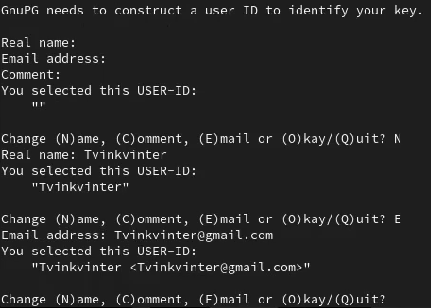 GnuPG needs to construct a user ID to identify your key.
Real name:
Email address:
Comment:
You selected this USER-ID:
""
Change (N)ame, (C)omment, (E)mail or (O)kay/(Q)uit? N
Real name: Tvinkvinter
You selected this USER-ID:
"Tvinkvinter"
Change (N)ame, (C)omment, (E)mail or (O)kay/(Q)uit? E
Email address: Tvinkvinter@gmail.com
You selected this USER-ID:
"Tvinkvinter <Tvinkvinter@gmail.com>"
Change (N)ame, (C)omment, (E)mail or (O)kay/(Q)uit?